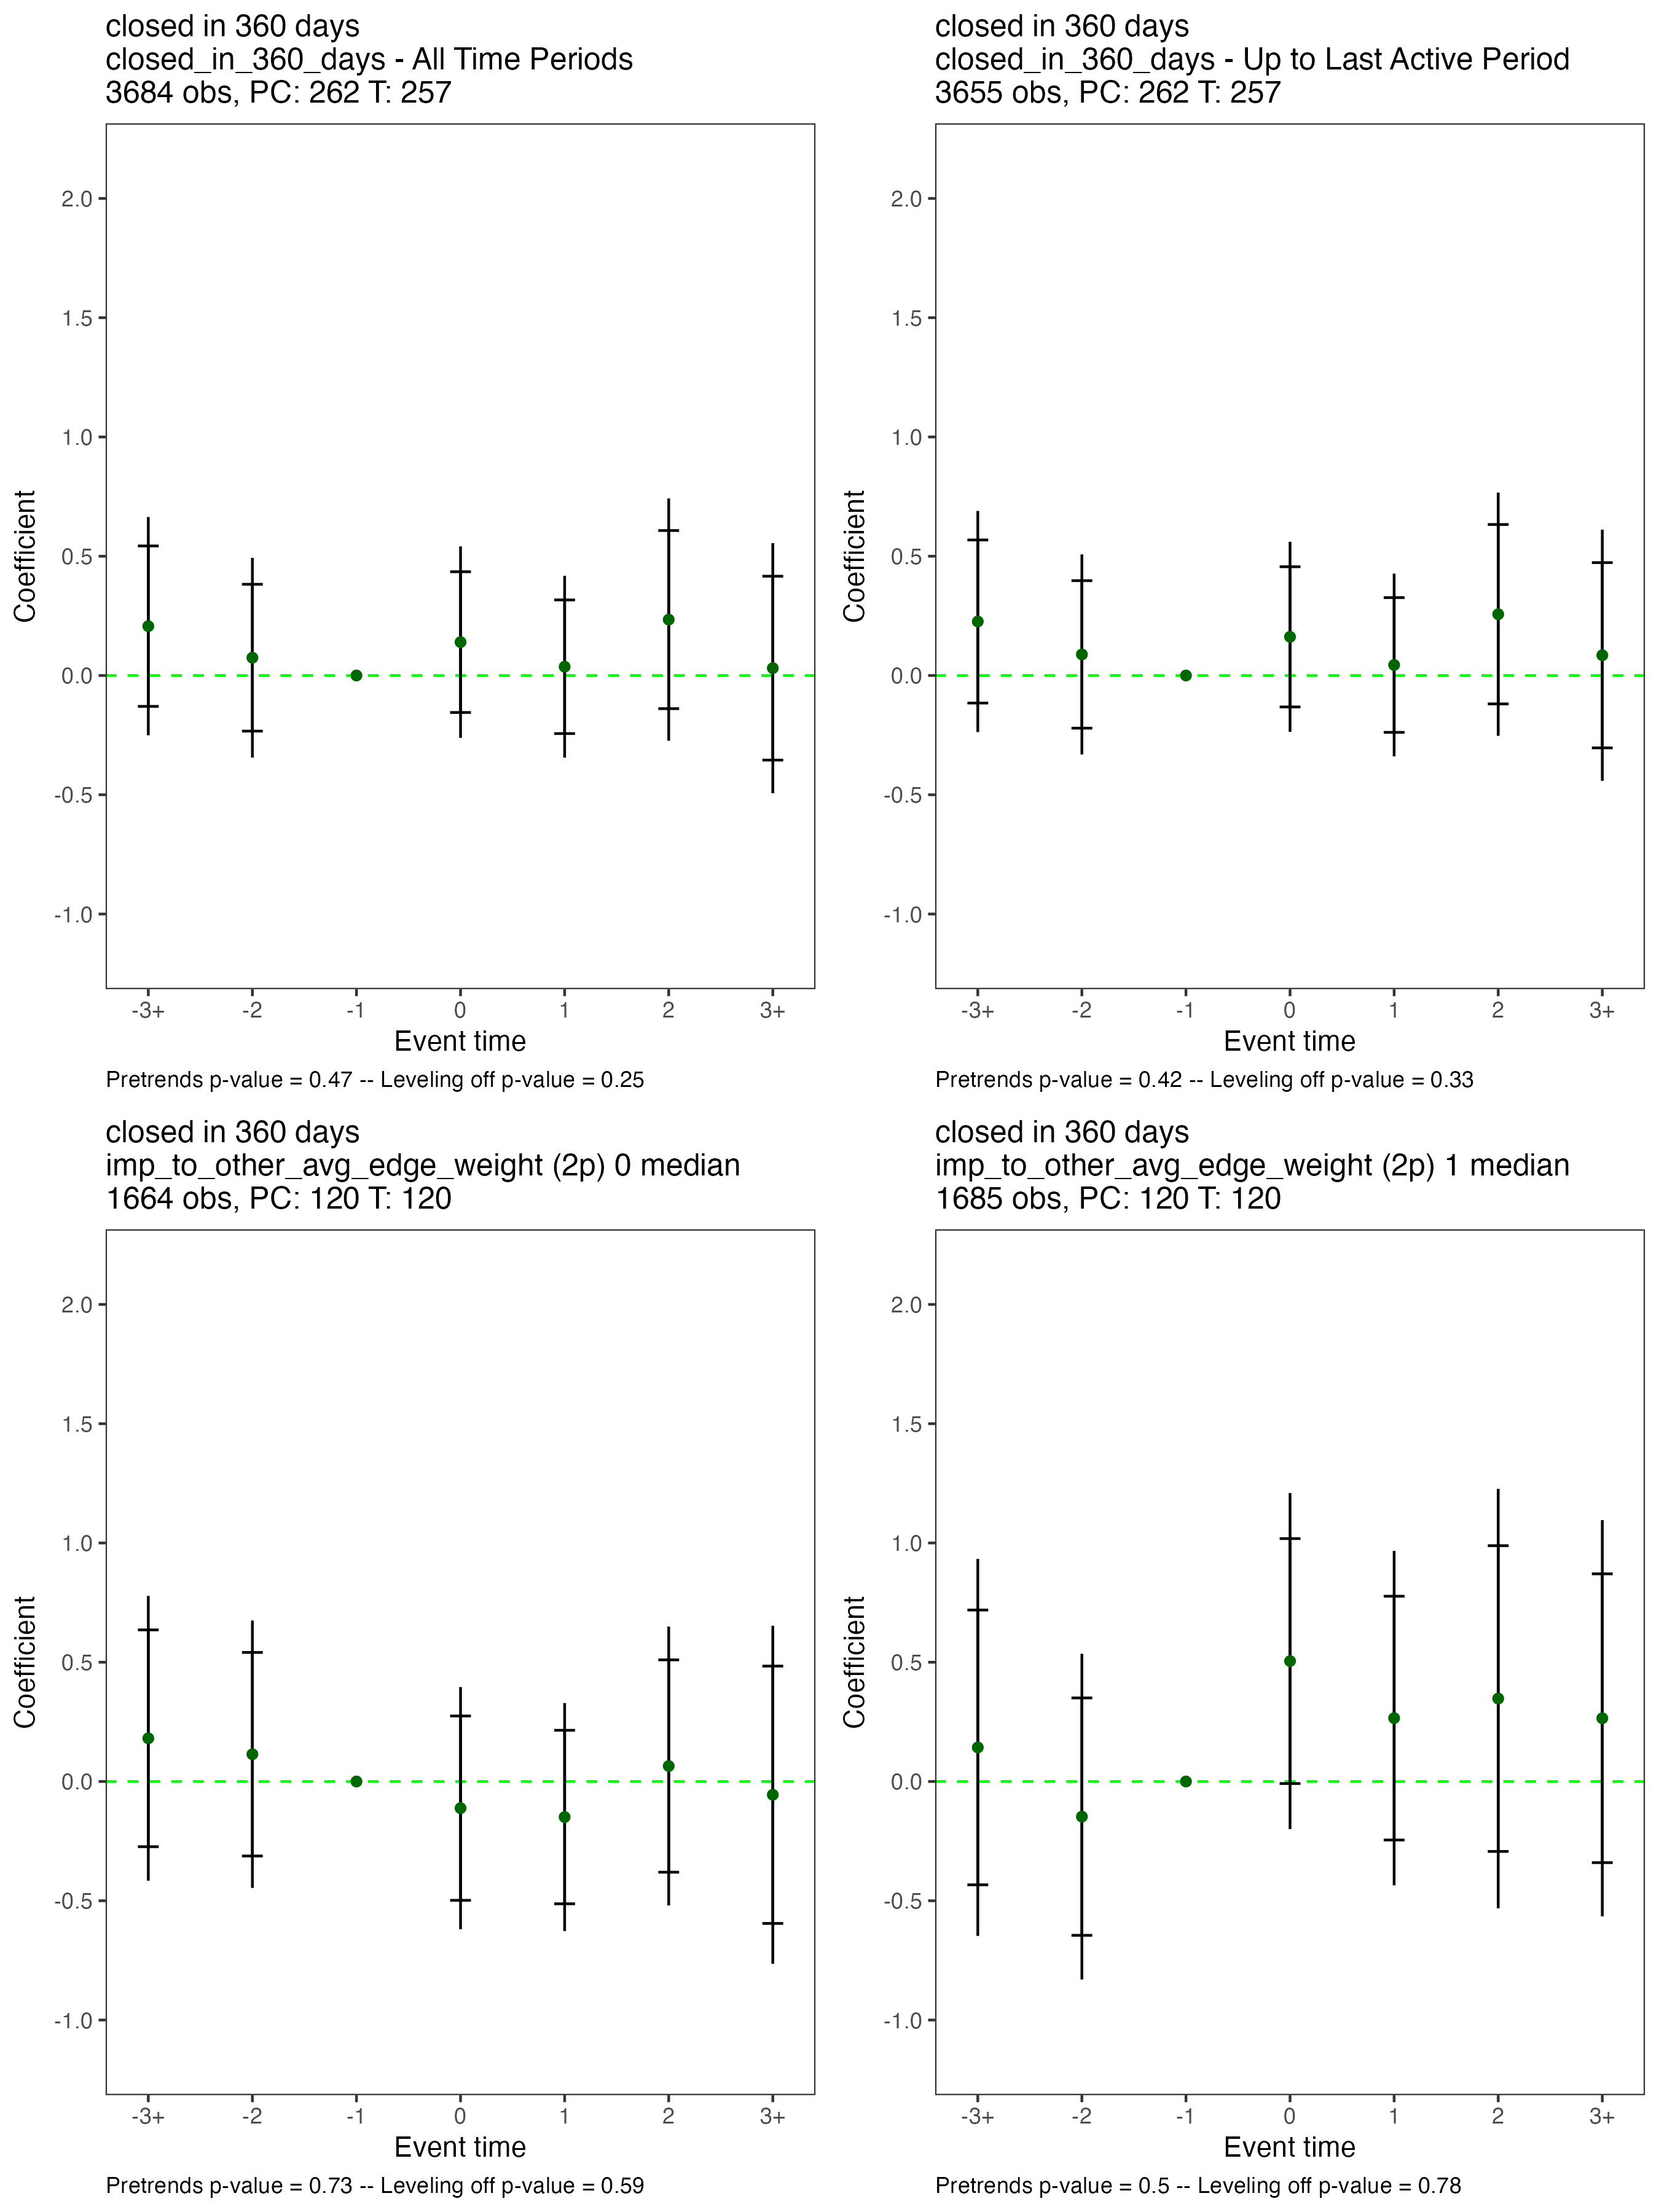 closed in 360 days
closed_in_360_days - All Time Periods
3684 obs, PC: 262 T: 257
2.0
1.5
1.0
0.5
0.0
-0.5
-1.0
Coefficient
-3+ -2 -1 0 1 2 3+
Event time
Pretrends p-value = 0.47 -- Leveling off p-value = 0.25
closed in 360 days
closed_in_360_days - Up to Last Active Period
3655 obs, PC: 262 T: 257
2.0
1.5
1.0
0.5
0.0
-0.5
-1.0
Coefficient
-3+ -2 -1 0 1 2 3+
Event time
Pretrends p-value = 0.42 -- Leveling off p-value = 0.33
closed in 360 days
imp_to_other_avg_edge_weight (2p) 0 median
1664 obs, PC: 120 T: 120
2.0
1.5
1.0
0.5
0.0
-0.5
-1.0
Coefficient
-3+ -2 -1 0 1 2 3+
Event time
Pretrends p-value = 0.73 -- Leveling off p-value = 0.59
closed in 360 days
imp_to_other_avg_edge_weight (2p) 1 median
1685 obs, PC: 120 T: 120
2.0
1.5
1.0
0.5
0.0
-0.5
-1.0
Coefficient
-3+ -2 -1 0 1 2 3+
Event time
Pretrends p-value = 0.5 -- Leveling off p-value = 0.78